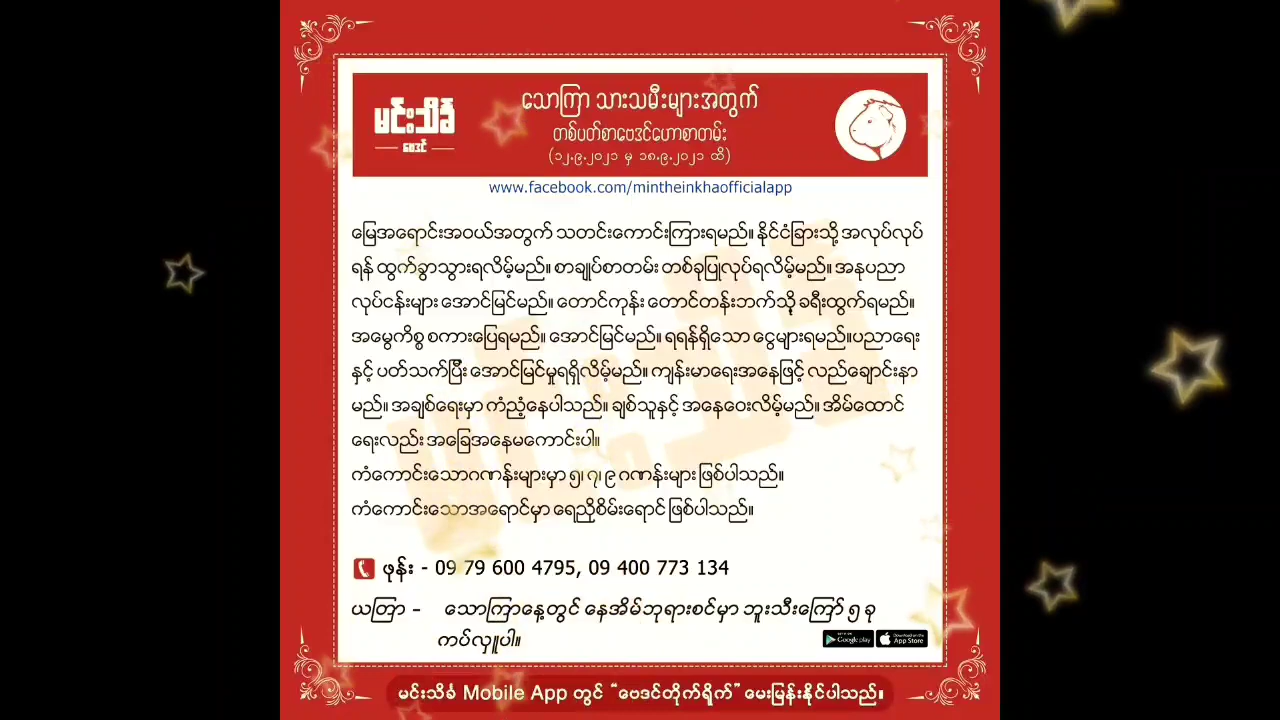 မင်းသိင်္ခ
ဗေဒင်
သောကြာ သားသမီးများအတွက်
တစ်ပတ်စာဗေဒင်ဟောစာတမ်း
(၁၂.၉.၂၀၂၁ မှ ၁၈.၉.၂၀၂၁ ထိ)
www.facebook.com/mintheinkhaofficialapp
မြေအရောင်းအဝယ်အတွက် သတင်းကောင်းကြားရမည်။ နိုင်ငံခြားသို့ အလုပ်လုပ်
ရန် ထွက်ခွာသွားရလိမ့်မည်။ စာချုပ်စာတမ်း တစ်ခုပြုလုပ်ရလိမ့်မည်။ အနုပညာ
လုပ်ငန်းများ အောင်မြင်မည်။ တောင်ကုန်း တောင်တန်းဘက်သို့ ခရီးထွက်ရမည်။
အမွေကိစ္စ စကားပြေရမည်။ အောင်မြင်မည်။ ရရန်ရှိသော ငွေများရမည်။ပညာရေး
နှင့် ပတ်သက်ပြီး အောင်မြင်မှုရရှိလိမ့်မည်။ ကျန်းမာရေးအနေဖြင့် လည်ချောင်းနာ
မည်။ အချစ်ရေးမှာ ကံညံ့နေပါသည်။ ချစ်သူနှင့် အနေဝေးလိမ့်မည်။ အိမ်ထောင်
ရေးလည်း အခြေအနေမကောင်းပါ။
ကံကောင်းသောဂဏန်းများမှာ ၅၊ ၇၊ ၉ ဂဏန်းများ ဖြစ်ပါသည်။
ကံကောင်းသောအရောင်မှာ ရေညှိစိမ်းရောင် ဖြစ်ပါသည်။
ဖုန်း - 09 79 600 4795, 09 400 773 134
ယတြာ - သောကြာနေ့တွင် နေအိမ်ဘုရားစင်မှာ ဘူးသီးကြော် ၅ ခု
ကပ်လှူပါ။
GET IT ON Google play Download on the App Store
မင်းသိင်္ခ Mobile App တွင် “ဗေဒင်တိုက်ရိုက်” မေးမြန်းနိုင်ပါသည်။